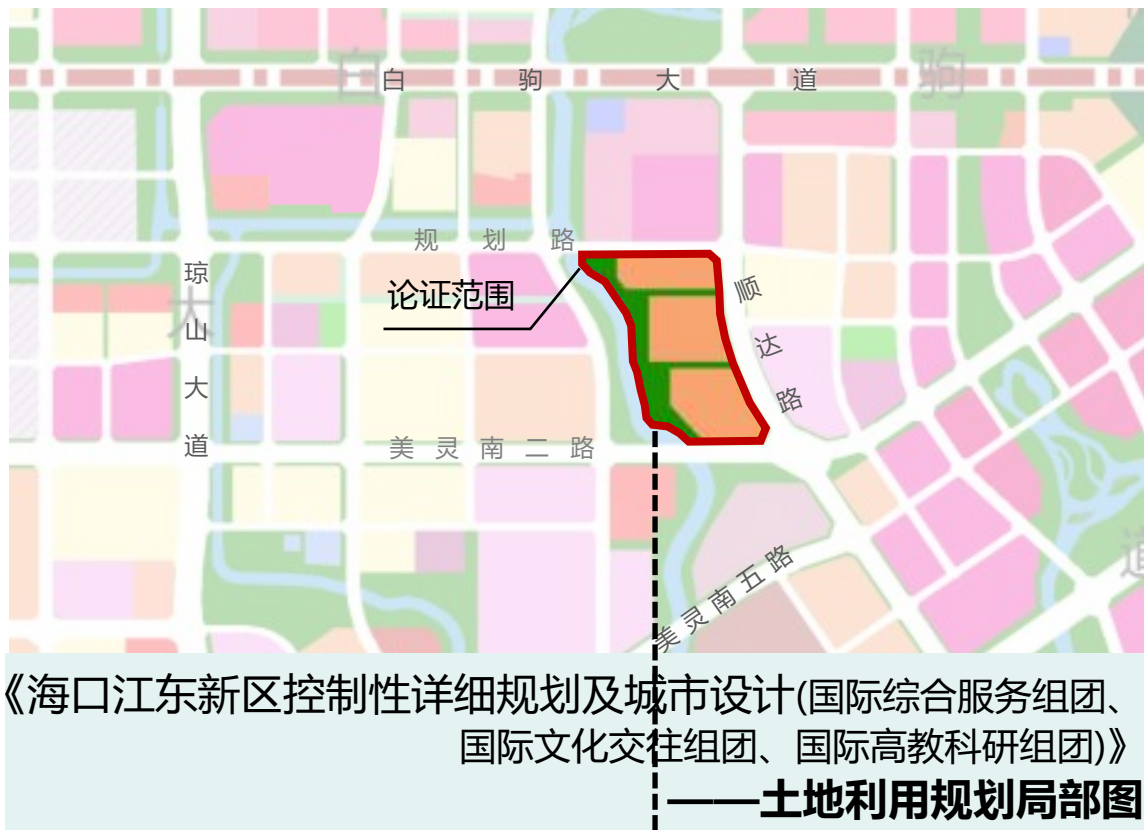 白 驹
白 驹 大 道
规 划 路
论证范围
琼山大道
大
顺达路
美 灵 南 二 路
美灵南五路
道
《海口江东新区控制性详细规划及城市设计(国际综合服务组团、
国际文化交往组团、国际高教科研组团)》
——土地利用规划局部图